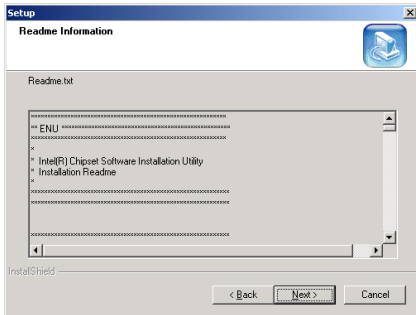 Setup
Readme Information
Readme.txt
** ENU **
*
* Intel(R) Chipset Software Installation Utility
* Installation Readme
*
InstallShield
< Back
Next >
Cancel